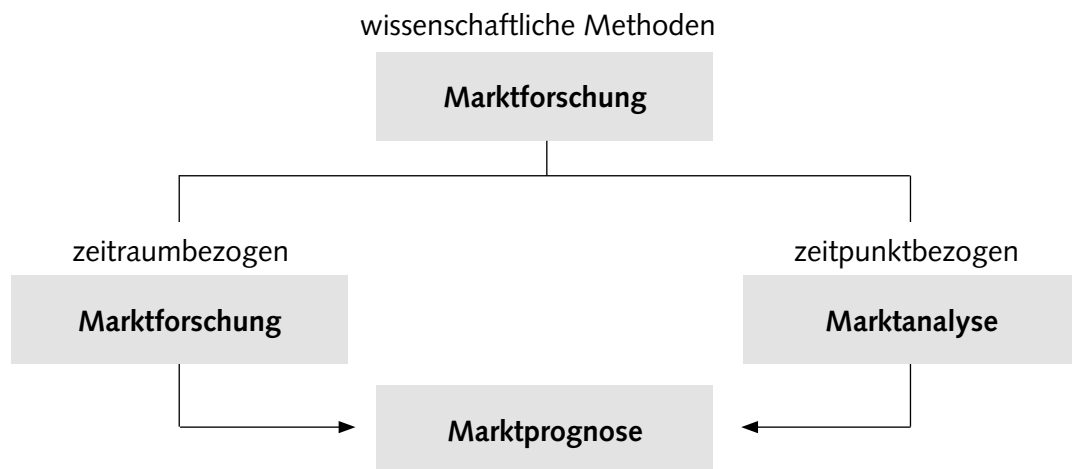 wissenschaftliche Methoden
Marktforschung
zeitraumbezogen
zeitpunktbezogen
Marktforschung
Marktanalyse
Marktprognose